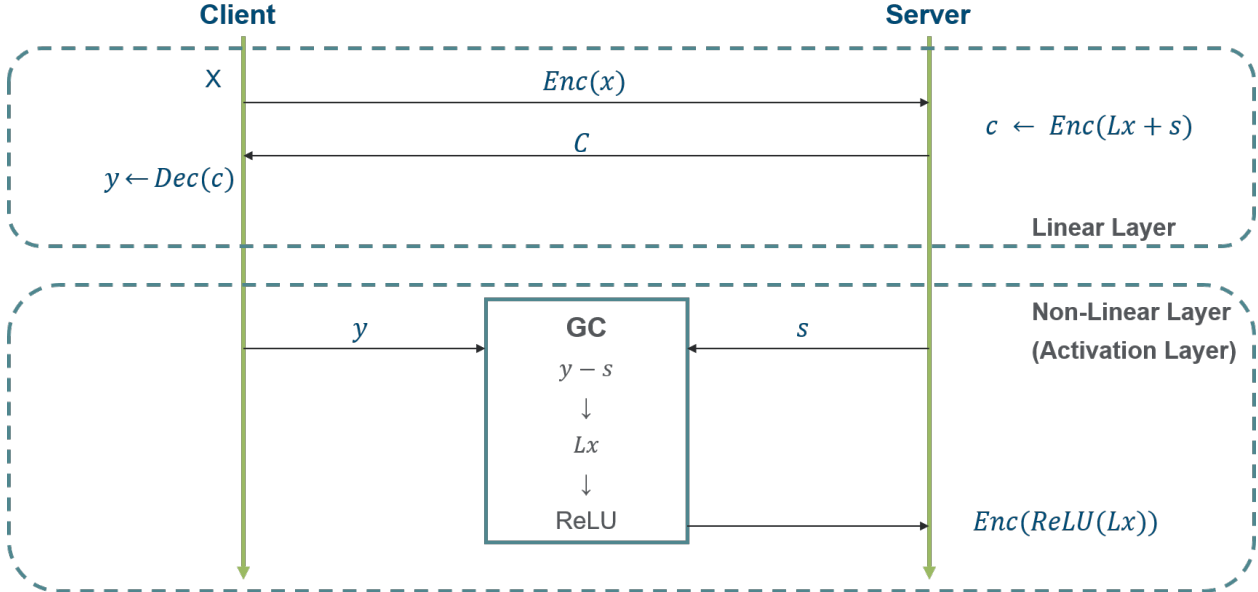 Client Server
X
Enc(x)
c ← Enc(Lx + s)
C
y ← Dec(c)
Linear Layer
Non-Linear Layer
(Activation Layer)
y
GC
s
y − s
↓
Lx
↓
ReLU
Enc(ReLU(Lx))